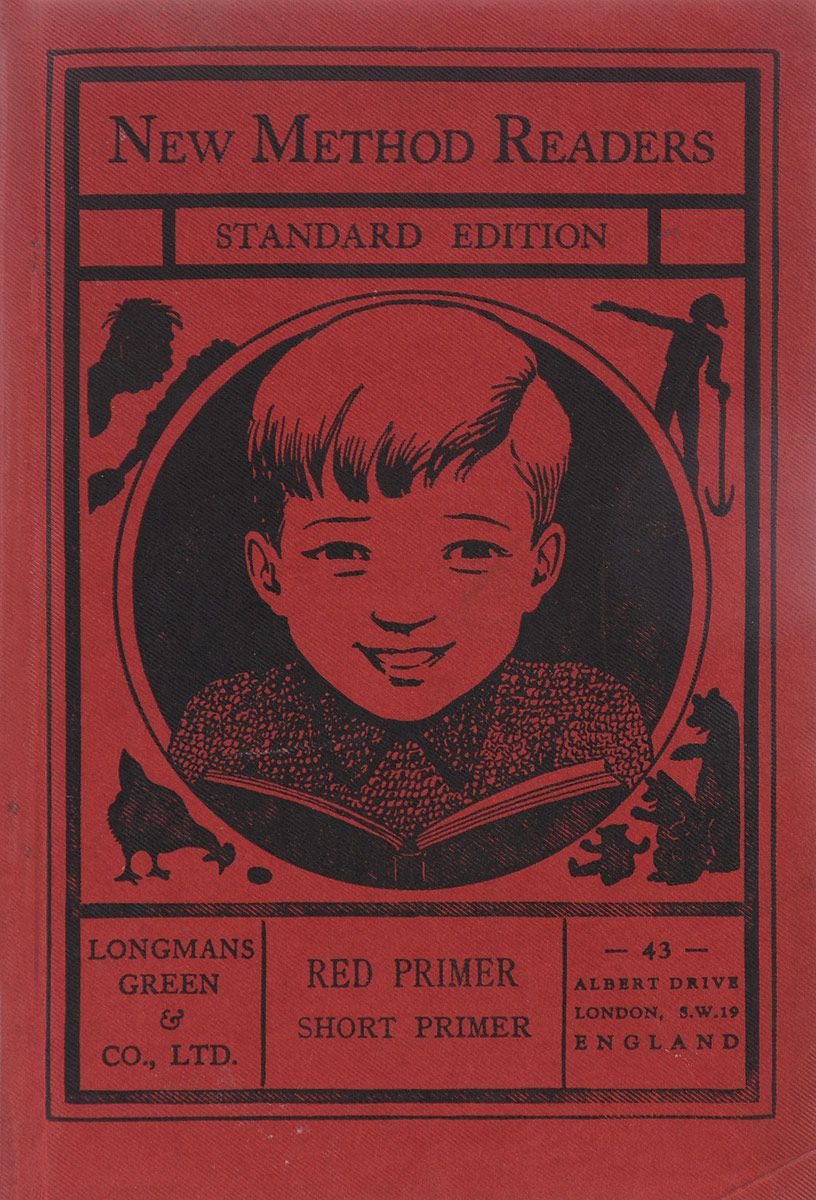 NEW METHOD READERS
STANDARD EDITION
LONGMANS
GREEN
&
CO., LTD.
RED PRIMER
SHORT PRIMER
— 43 —
ALBERT DRIVE
LONDON, S.W.19
ENGLAND